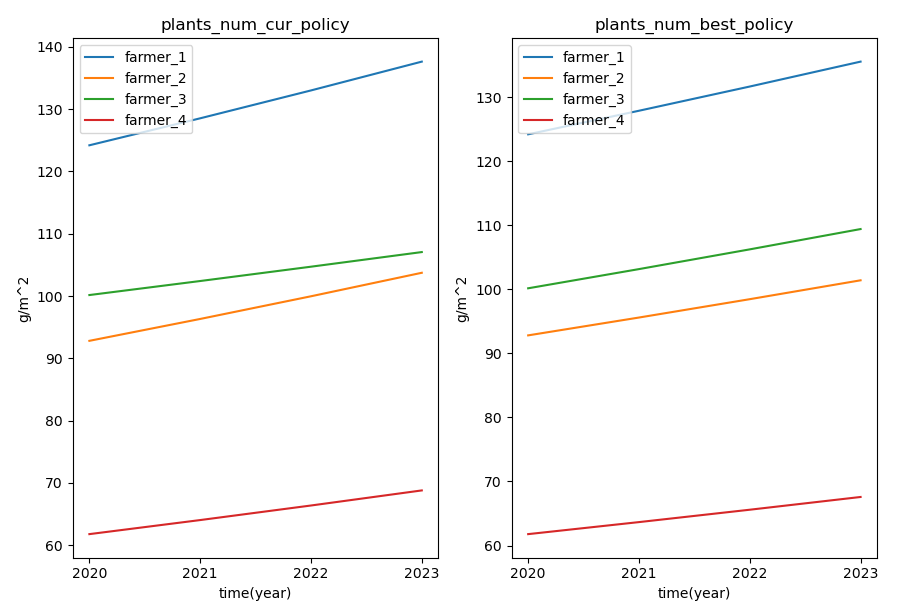 plants_num_cur_policy
140
130
120
110
100
90
80
70
60
g/m^2
farmer_1
farmer_2
farmer_3
farmer_4
2020 2021 2022 2023
time(year)
plants_num_best_policy
130
120
110
100
90
80
70
60
g/m^2
farmer_1
farmer_2
farmer_3
farmer_4
2020 2021 2022 2023
time(year)